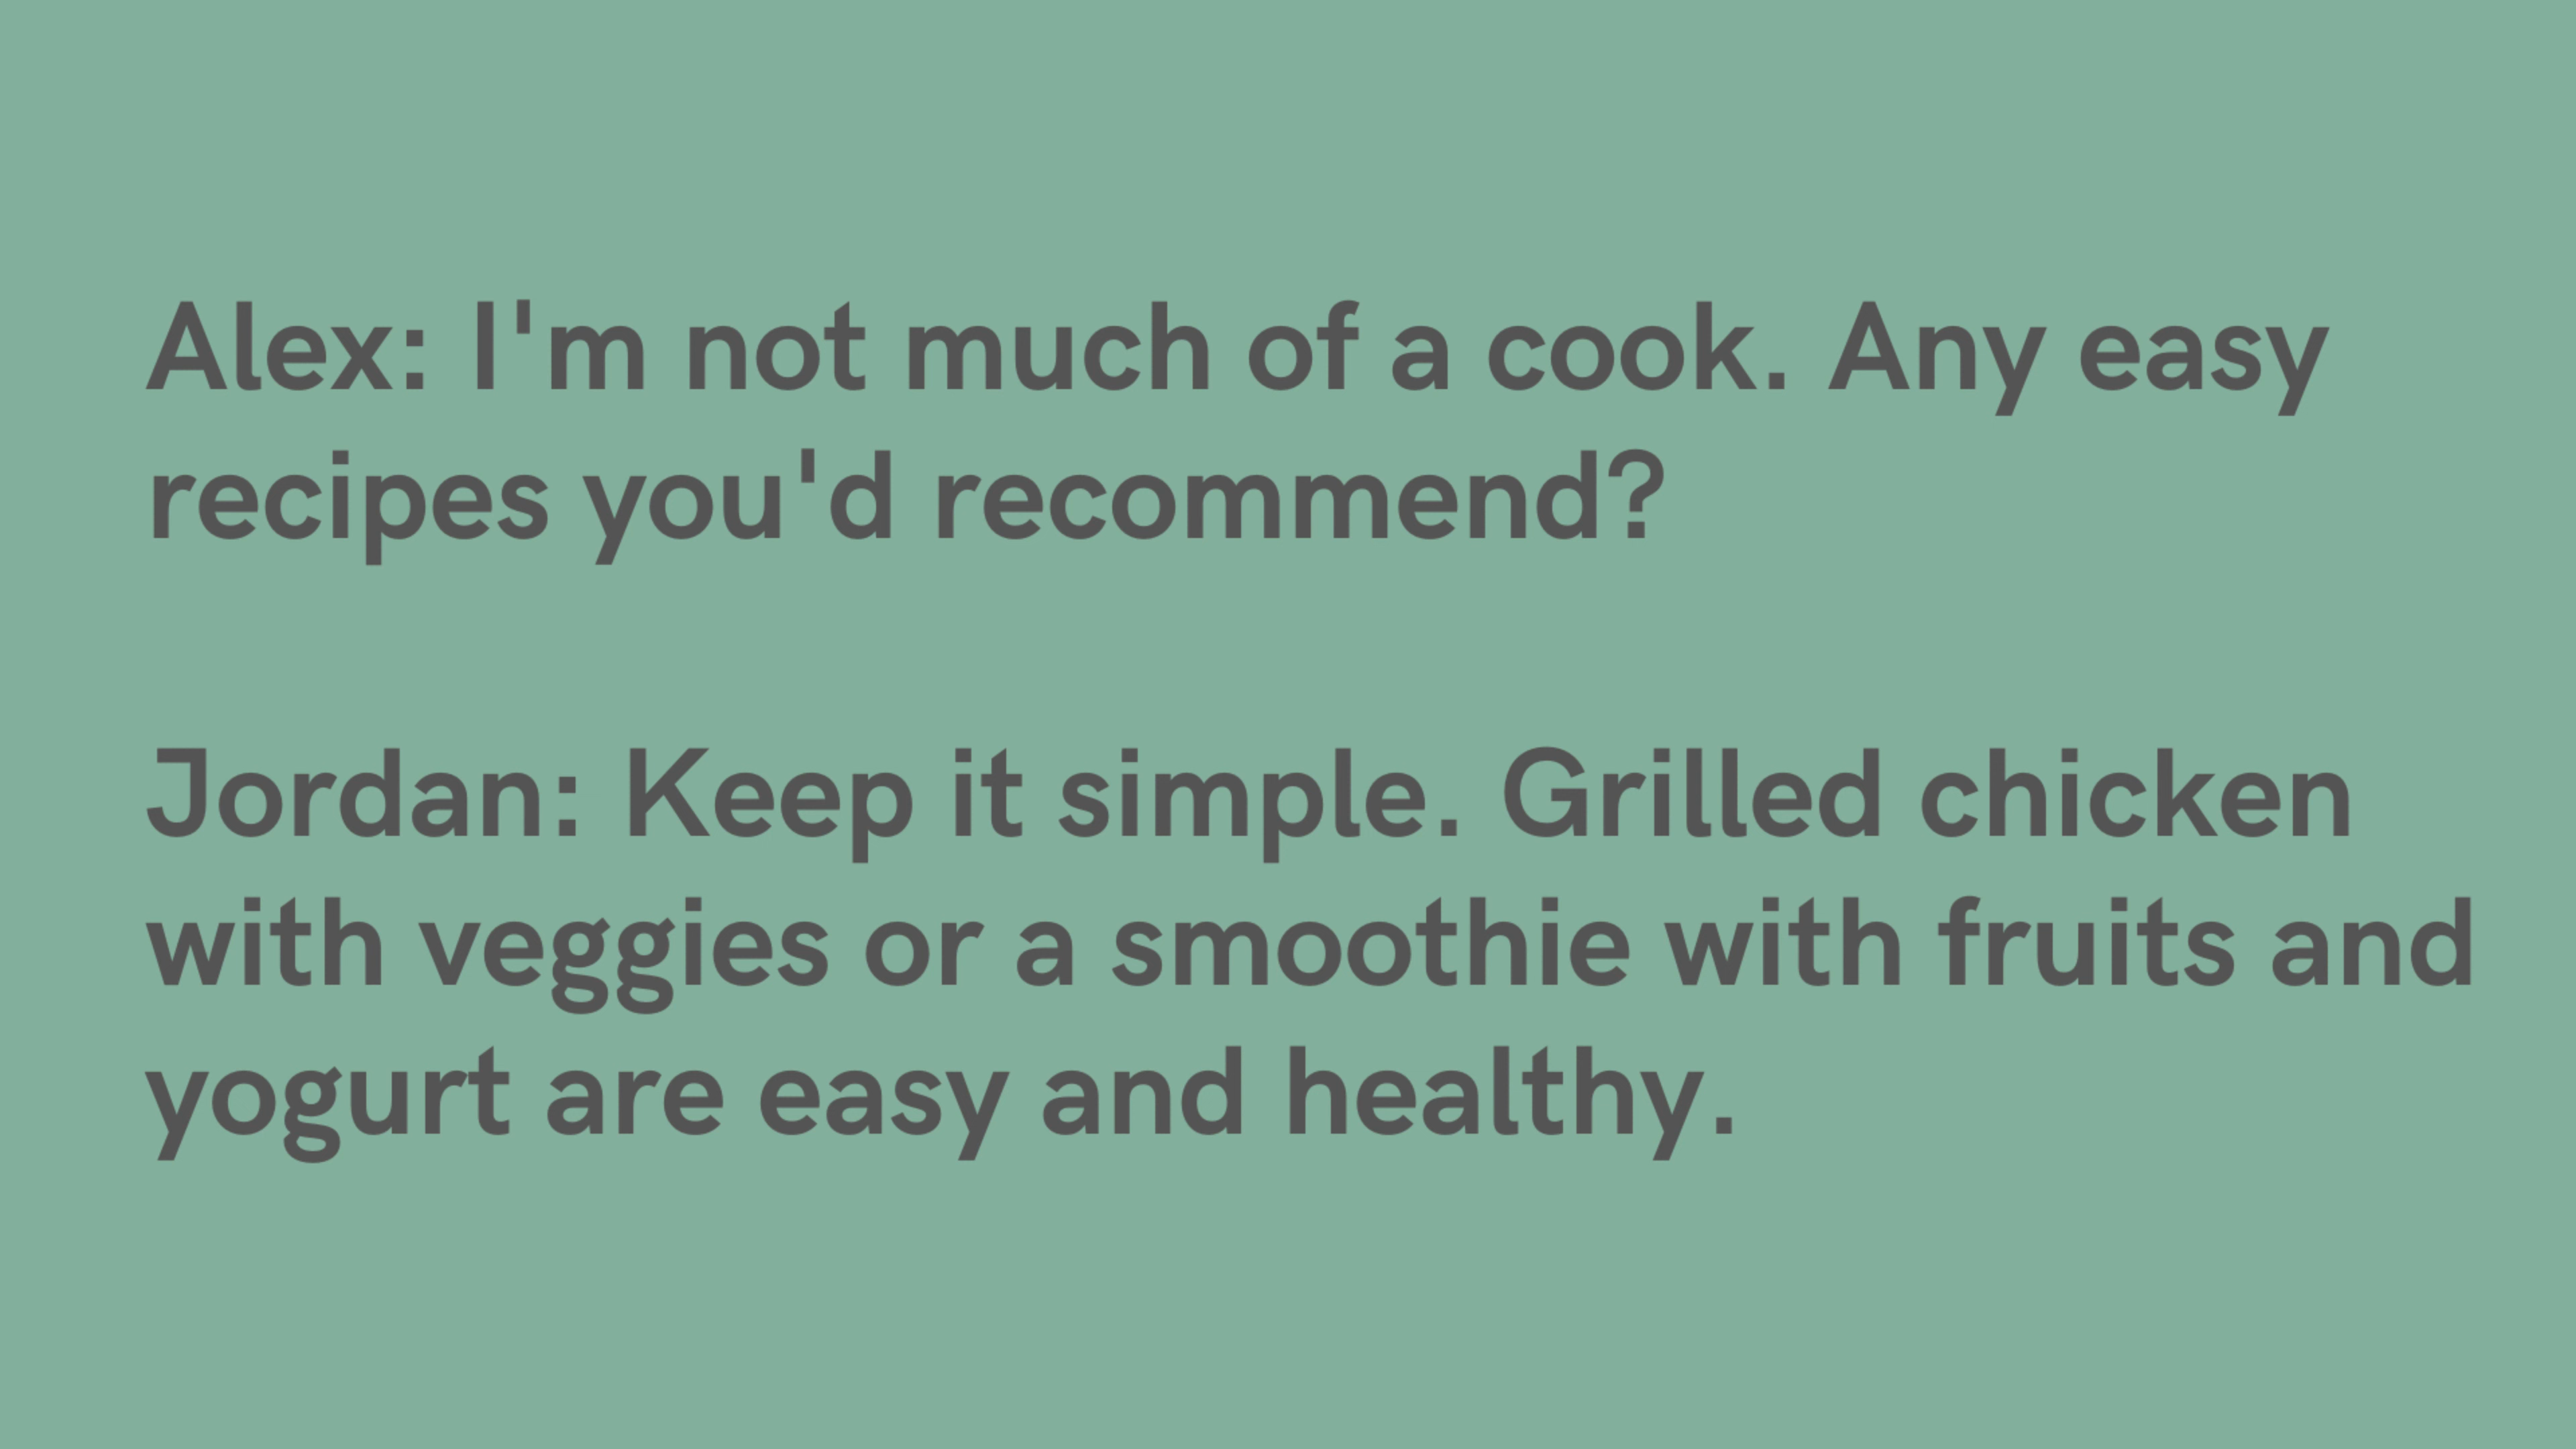 Alex: I'm not much of a cook. Any easy
recipes you'd recommend?
Jordan: Keep it simple. Grilled chicken
with veggies or a smoothie with fruits and
yogurt are easy and healthy.